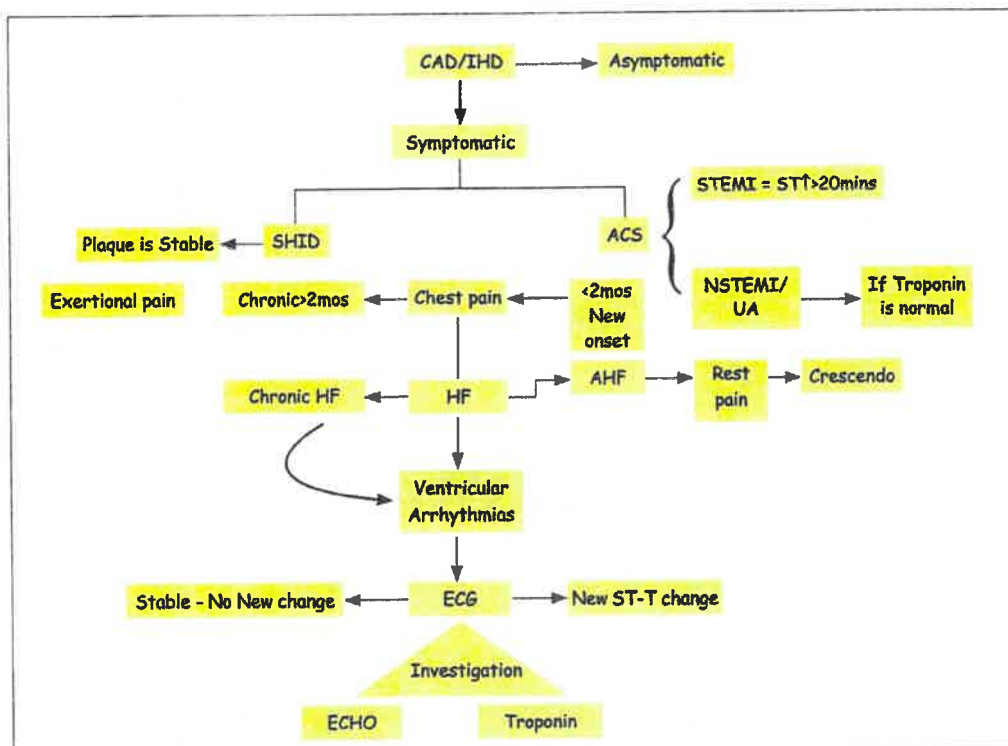 CAD/IHD
Asymptomatic
Symptomatic
STEMI = ST↑>20mins
Plaque is Stable
SHID
ACS
Exertional pain
Chronic>2mos
Chest pain
<2mos
New
onset
NSTEMI/
UA
If Troponin
is normal
Chronic HF
HF
AHF
Rest
pain
Crescendo
Ventricular
Arrhythmias
Stable - No New change
ECG
New ST-T change
Investigation
ECHO
Troponin